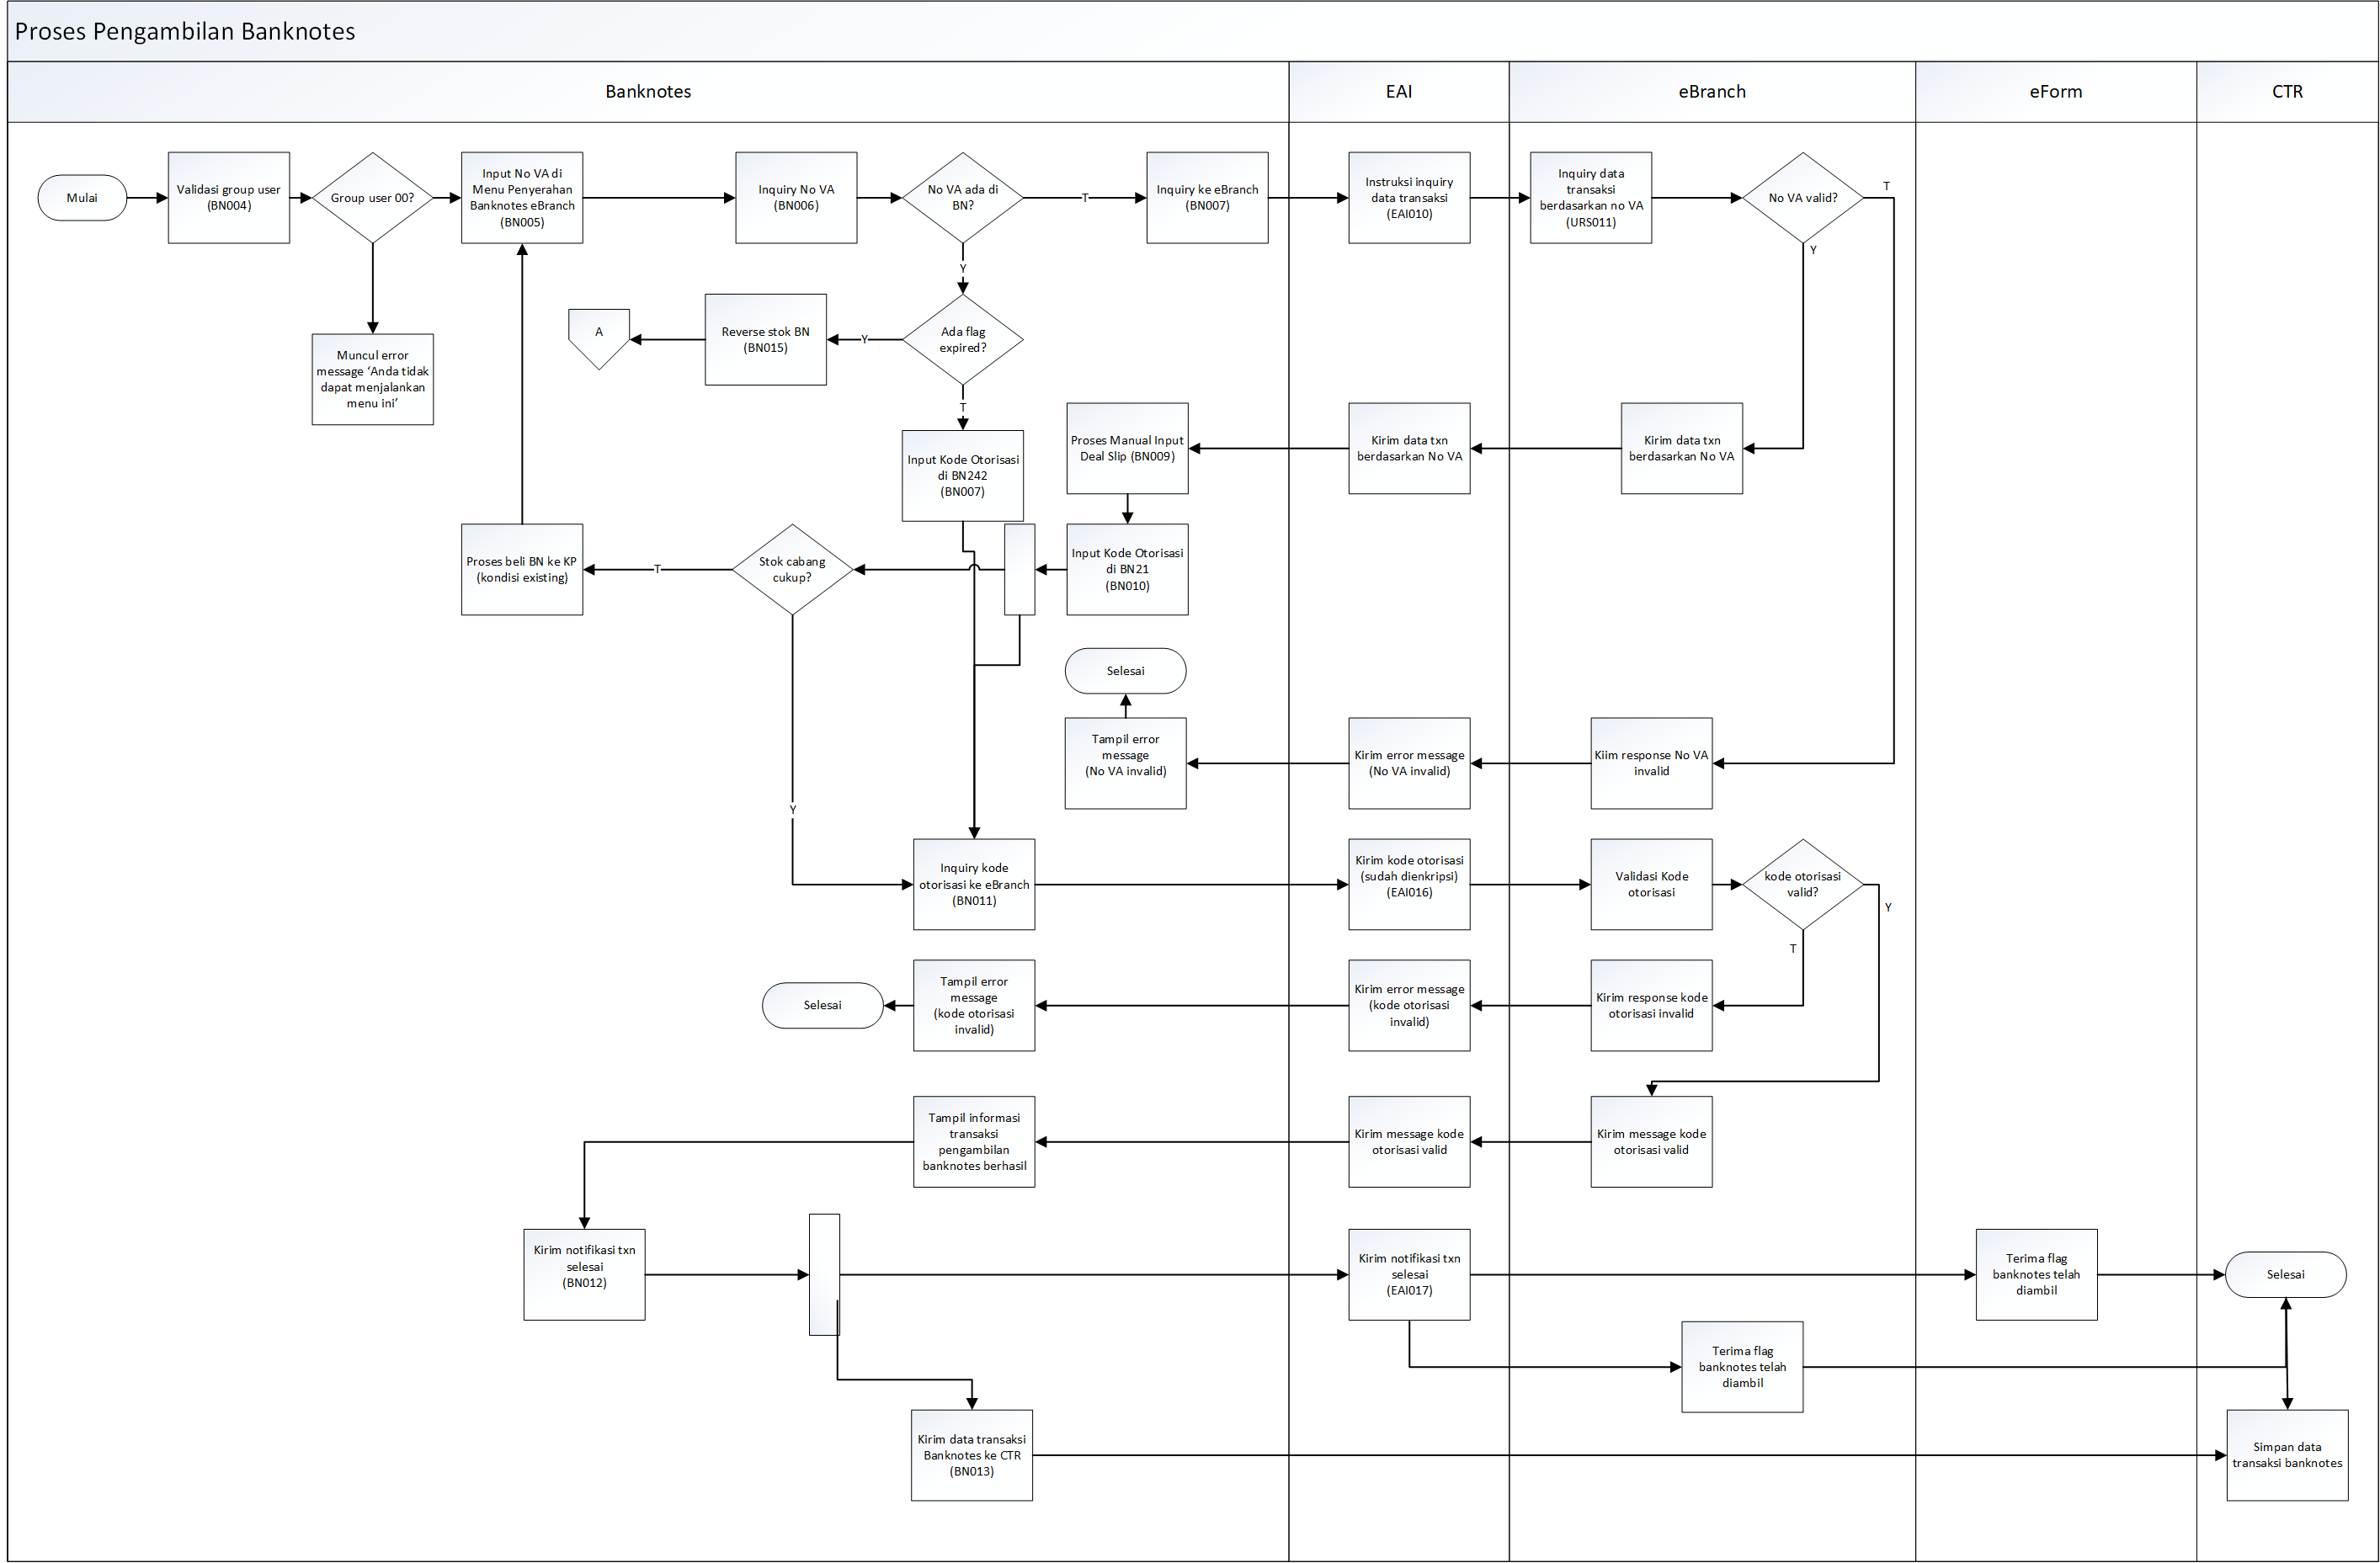 Proses Pengambilan Banknotes
Banknotes
EAI
eBranch
eForm
CTR
Mulai
Validasi group user
(BN004)
Group user 00?
Input No VA di
Menu Penyerahan
Banknotes eBranch
(BN005)
Inquiry No VA
(BN006)
No VA ada di
BN?
T
Inquiry ke eBranch
(BN007)
Instruksi inquiry
data transaksi
(EAI010)
Inquiry data
transaksi
berdasarkan no VA
(URS011)
No VA valid?
T
Y
Y
Muncul error
message ‘Anda tidak
dapat menjalankan
menu ini’
A
Reverse stok BN
(BN015)
Y
Ada flag
expired?
T
Input Kode Otorisasi
di BN242
(BN007)
Proses Manual Input
Deal Slip (BN009)
Kirim data txn
berdasarkan No VA
Kirim data txn
berdasarkan No VA
Proses beli BN ke KP
(kondisi existing)
T
Stok cabang
cukup?
Input Kode Otorisasi
di BN21
(BN010)
Selesai
Tampil error
message
(No VA invalid)
Kirim error message
(No VA invalid)
Kiim response No VA
invalid
Y
Inquiry kode
otorisasi ke eBranch
(BN011)
Kirim kode otorisasi
(sudah dienkripsi)
(EAI016)
Validasi Kode
otorisasi
kode otorisasi
valid?
Y
T
Selesai
Tampil error
message
(kode otorisasi
invalid)
Kirim error message
(kode otorisasi
invalid)
Kirim response kode
otorisasi invalid
Tampil informasi
transaksi
pengambilan
banknotes berhasil
Kirim message kode
otorisasi valid
Kirim message kode
otorisasi valid
Kirim notifikasi txn
selesai
(BN012)
Kirim notifikasi txn
selesai
(EAI017)
Terima flag
banknotes telah
diambil
Selesai
Terima flag
banknotes telah
diambil
Kirim data transaksi
Banknotes ke CTR
(BN013)
Simpan data
transaksi banknotes